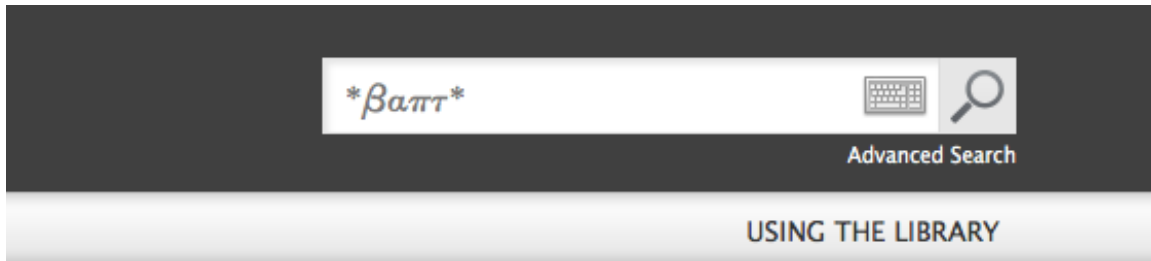 *βαπτ*
Advanced Search
USING THE LIBRARY